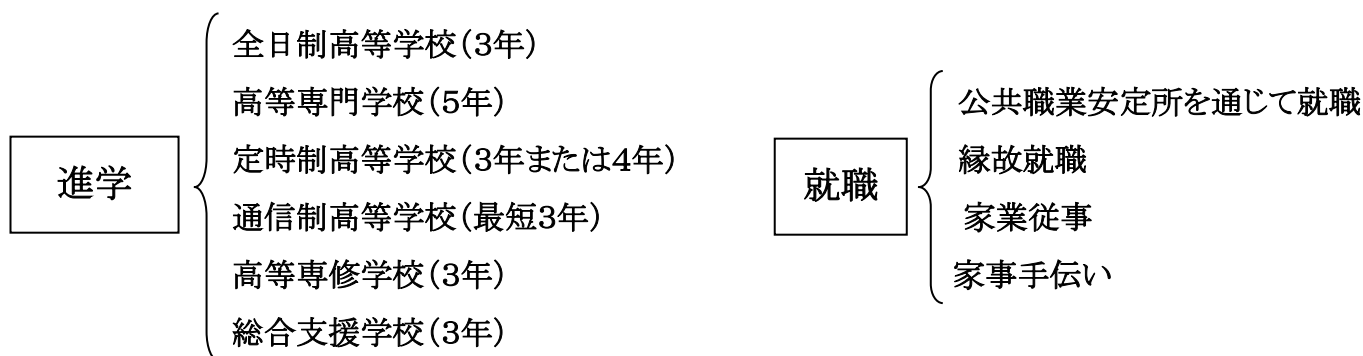 進学
全日制高等学校（3年）
高等専門学校（5年）
定時制高等学校（3年または4年）
通信制高等学校（最短3年）
高等専修学校（3年）
総合支援学校（3年）
就職
公共職業安定所を通じて就職
縁故就職
家業従事
家事手伝い